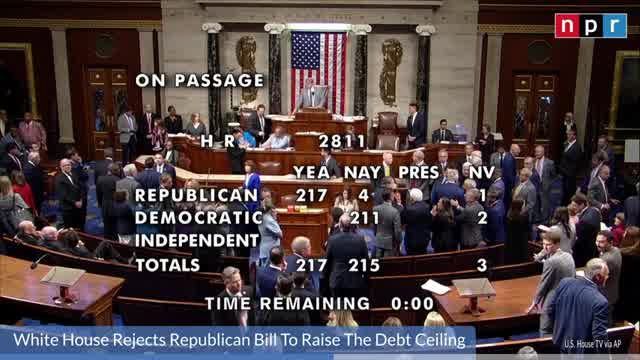 npr
ON PASSAGE
H R 2811
YEA NAY PRES NV
REPUBLICAN 217 4 1
DEMOCRATIC 211 2
INDEPENDENT
TOTALS 217 215 3
TIME REMAINING 0:00
White House Rejects Republican Bill To Raise The Debt Ceiling
U.S. House TV via AP